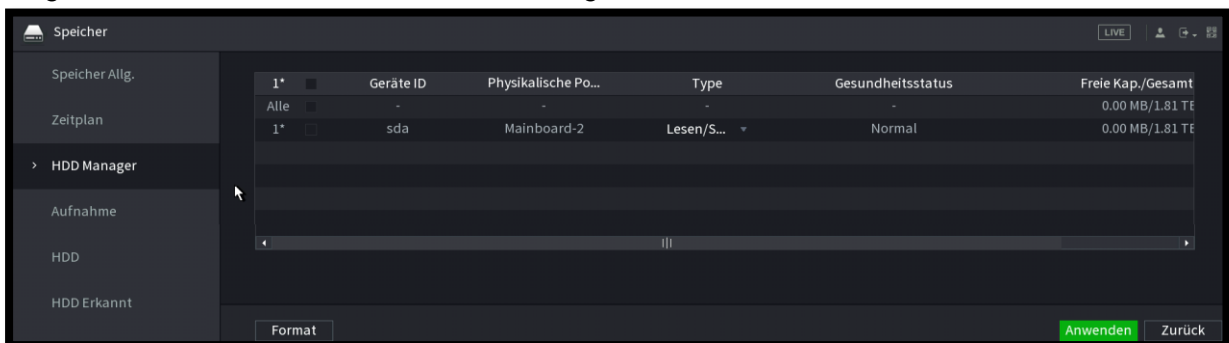 Speicher LIVE
Speicher Allg.
Zeitplan
HDD Manager
Aufnahme
HDD
HDD Erkannt
1* Geräte ID Physikalische Po... Type Gesundheitsstatus Freie Kap./Gesamt
Alle - - - - 0.00 MB/1.81 TB
1* sda Mainboard-2 Lesen/S... Normal 0.00 MB/1.81 TB
Format Anwenden Zurück